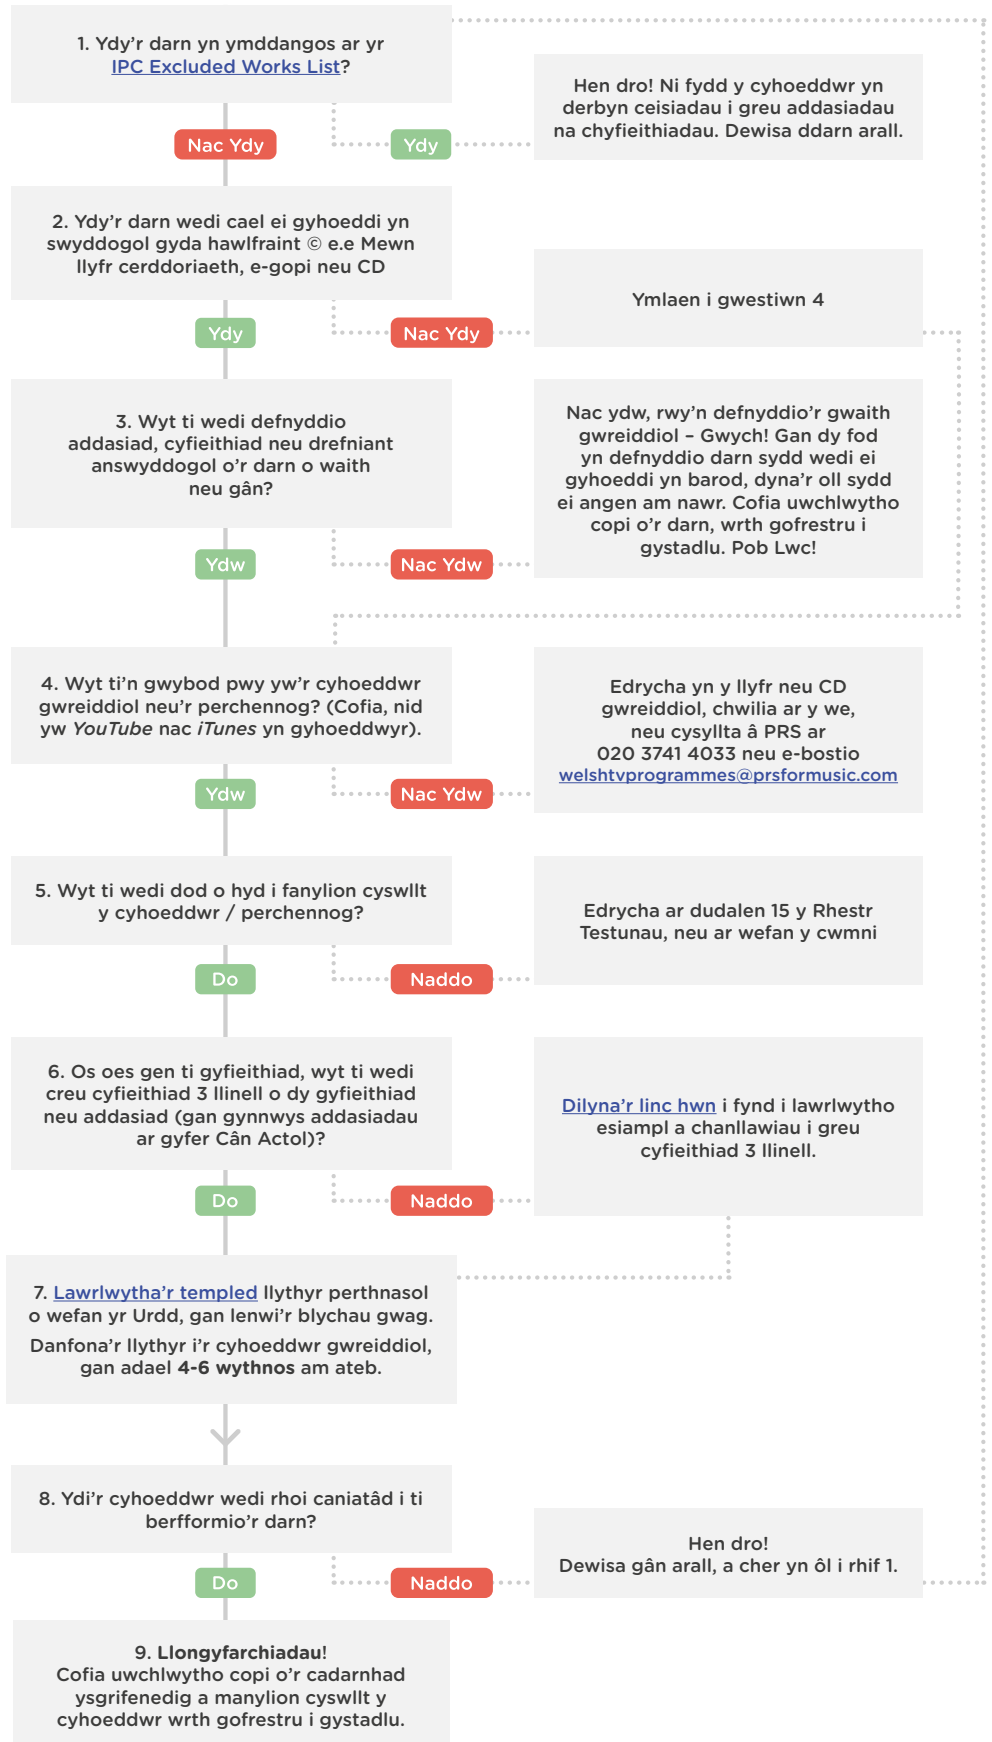 1. Ydy'r darn yn ymddangos ar yr
IPC Excluded Works List?
Hen dro! Ni fydd y cyhoeddwr yn
derbyn ceisiadau i greu addasiadau
na chyfieithiadau. Dewisa ddarn arall.
Nac Ydy
Ydy
2. Ydy'r darn wedi cael ei gyhoeddi yn
swyddogol gyda hawlfraint © e.e Mewn
llyfr cerddoriaeth, e-gopi neu CD
Ymlaen i gwestiwn 4
Ydy
Nac Ydy
3. Wyt ti wedi defnyddio
addasiad, cyfieithiad neu drefniant
answyddogol o'r darn o waith
neu gân?
Nac ydw, rwy'n defnyddio'r gwaith
gwreiddiol – Gwych! Gan dy fod
yn defnyddio darn sydd wedi ei
gyhoeddi yn barod, dyna'r oll sydd
ei angen am nawr. Cofia uwchlwytho
copi o'r darn, wrth gofrestru i
gystadlu. Pob Lwc!
Ydw
Nac Ydw
4. Wyt ti'n gwybod pwy yw'r cyhoeddwr
gwreiddiol neu'r perchennog? (Cofia, nid
yw YouTube nac iTunes yn gyhoeddwyr).
Edrycha yn y llyfr neu CD
gwreiddiol, chwilia ar y we,
neu cysyllta â PRS ar
020 3741 4033 neu e-bostio
welshtvprogrammes@prsformusic.com
Ydw
Nac Ydw
5. Wyt ti wedi dod o hyd i fanylion cyswllt
y cyhoeddwr / perchennog?
Edrycha ar dudalen 15 y Rhestr
Testunau, neu ar wefan y cwmni
Do
Naddo
6. Os oes gen ti gyfieithiad, wyt ti wedi
creu cyfieithiad 3 llinell o dy gyfieithiad
neu addasiad (gan gynnwys addasiadau
ar gyfer Cân Actol)?
Dilyna'r linc hwn i fynd i lawrlwytho
esiampl a chanllawiau i greu
cyfieithiad 3 llinell.
Do
Naddo
7. Lawrlwytha'r templed llythyr perthnasol
o wefan yr Urdd, gan lenwi'r blychau gwag.
Danfona'r llythyr i'r cyhoeddwr gwreiddiol,
gan adael 4-6 wythnos am ateb.
8. Ydi'r cyhoeddwr wedi rhoi caniatâd i ti
berfformio'r darn?
Hen dro!
Dewisa gân arall, a cher yn ôl i rhif 1.
Do
Naddo
9. Llongyfarchiadau!
Cofia uwchlwytho copi o'r cadarnhad
ysgrifenedig a manylion cyswllt y
cyhoeddwr wrth gofrestru i gystadlu.